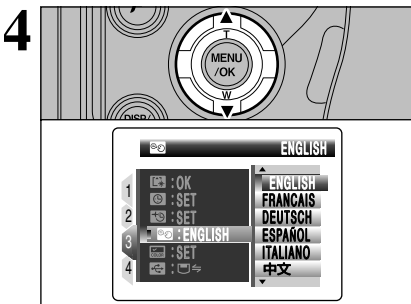 4
T
MENU
/OK
W
DISP/
ENGLISH
1
2
3
4
:OK
:SET
:SET
:ENGLISH
:SET
ENGLISH
FRANCAIS
DEUTSCH
ESPAÑOL
ITALIANO
中文